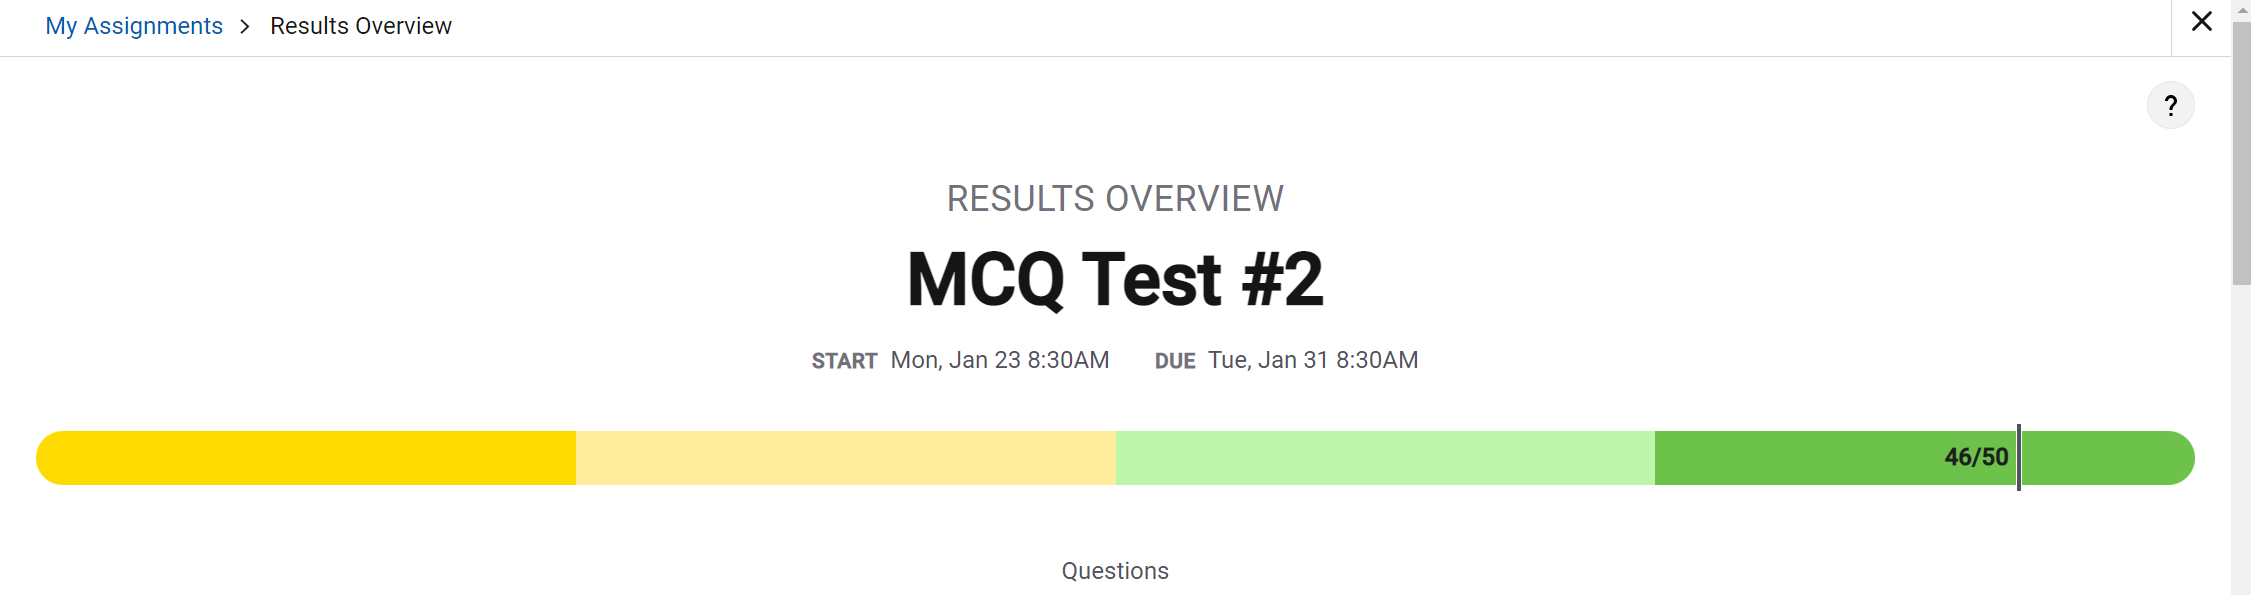 My Assignments > Results Overview
?
RESULTS OVERVIEW
MCQ Test #2
START Mon, Jan 23 8:30AM DUE Tue, Jan 31 8:30AM
46/50
Questions